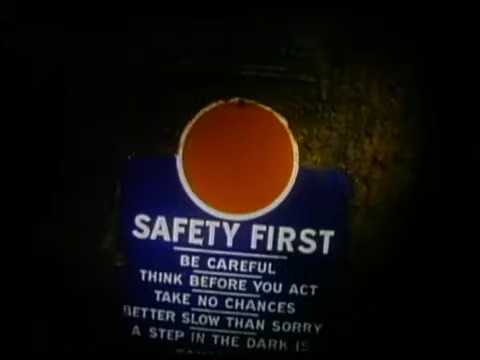 SAFETY FIRST
BE CAREFUL
THINK BEFORE YOU ACT
TAKE NO CHANCES
BETTER SLOW THAN SORRY
A STEP IN THE DARK IS